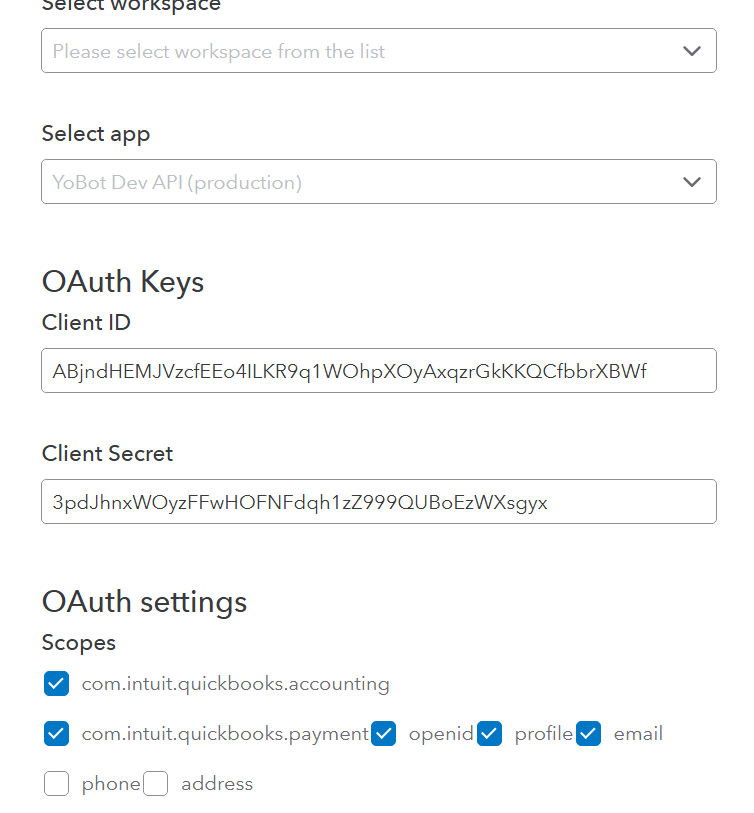 Select workspace
Please select workspace from the list
Select app
YoBot Dev API (production)
OAuth Keys
Client ID
ABjndHEMJVzcfEEo4ILKR9q1WOhpXOyAxqzrGkKKQCfbbrXBWf
Client Secret
3pdJhnxWOyzFFwHOFNFdqh1zZ999QUBoEzWXsgyx
OAuth settings
Scopes
com.intuit.quickbooks.accounting
com.intuit.quickbooks.payment openid profile email
phone address